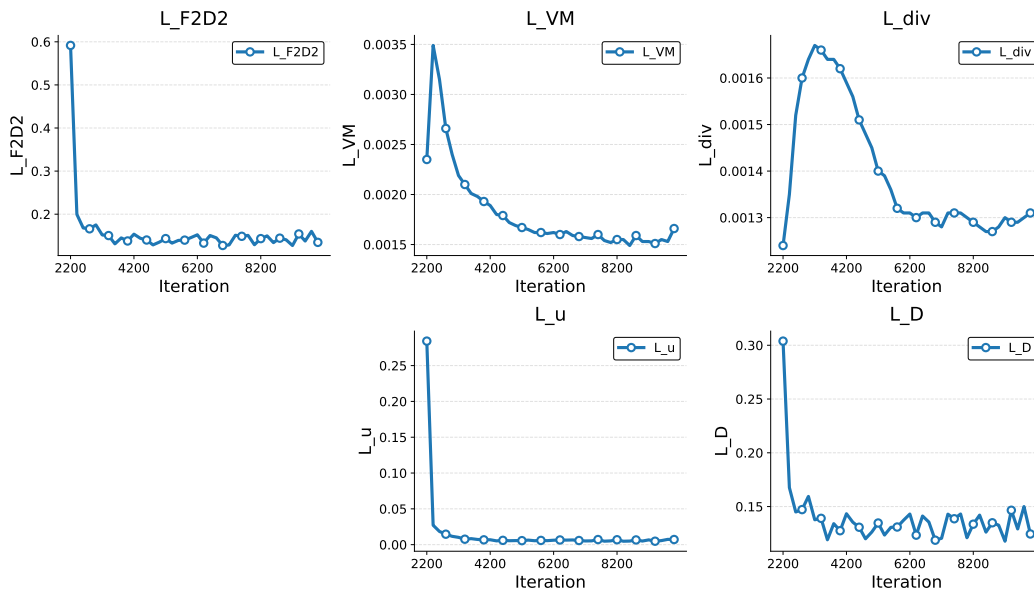 L_F2D2
L_F2D2
0.6
0.5
0.4
0.3
0.2
L_F2D2
2200 4200 6200 8200
Iteration
L_VM
L_VM
0.0035
0.0030
0.0025
0.0020
0.0015
L_VM
2200 4200 6200 8200
Iteration
L_div
L_div
0.0016
0.0015
0.0014
0.0013
L_div
2200 4200 6200 8200
Iteration
L_u
L_u
0.25
0.20
0.15
0.10
0.05
0.00
L_u
2200 4200 6200 8200
Iteration
L_D
L_D
0.30
0.25
0.20
0.15
L_D
2200 4200 6200 8200
Iteration